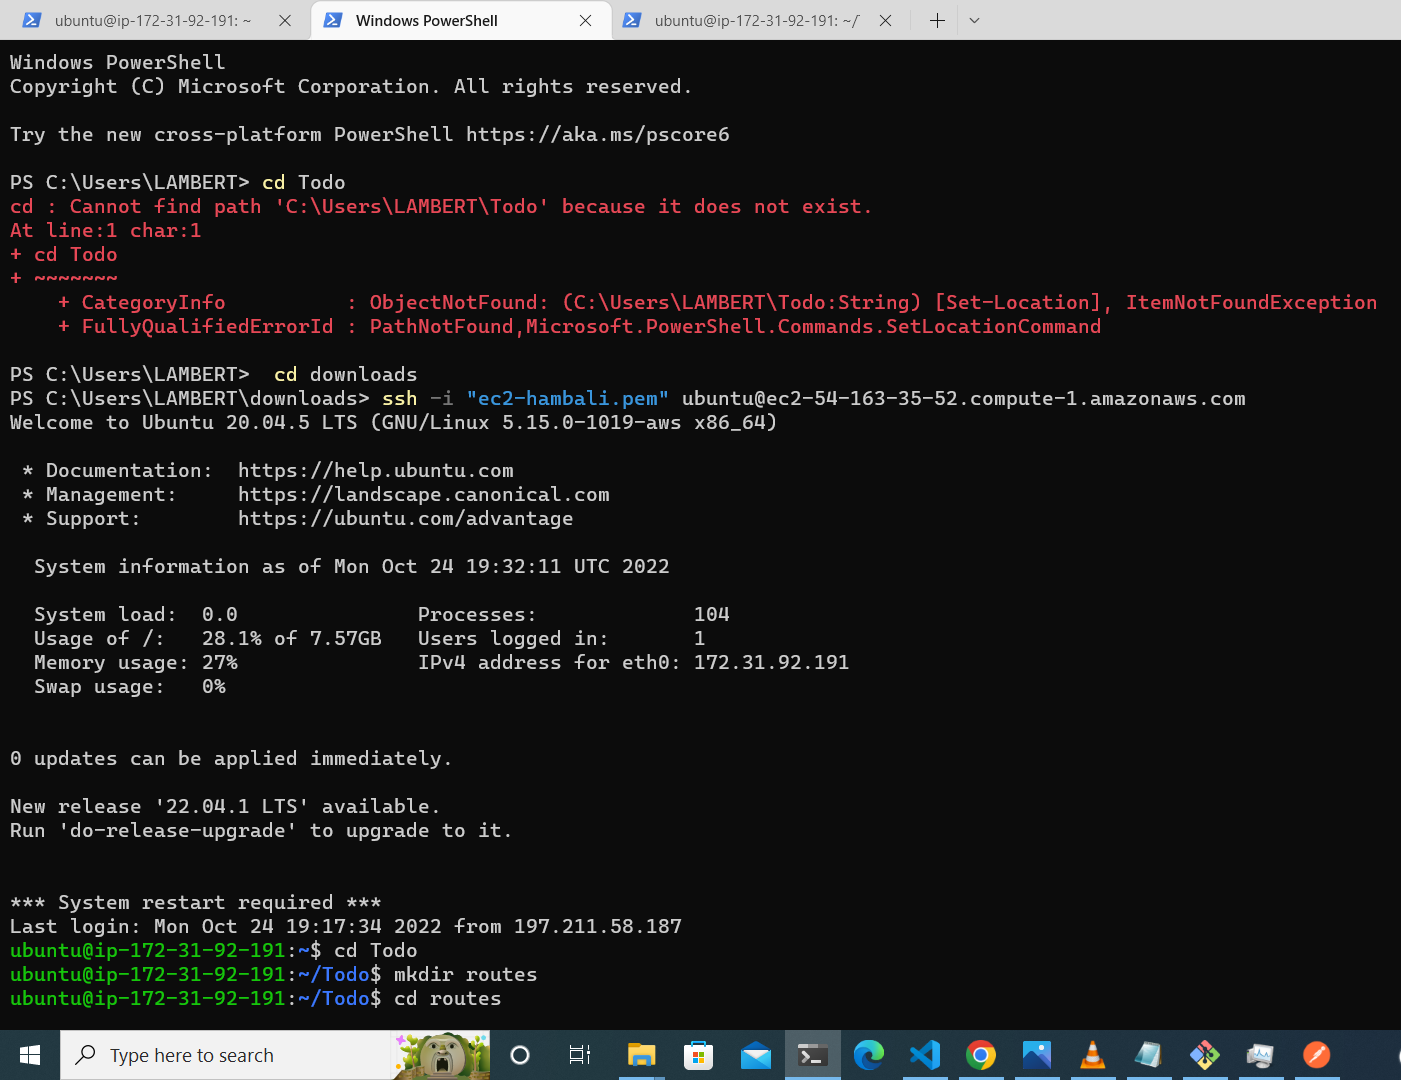 ubuntu@ip-172-31-92-191: ~
Windows PowerShell
ubuntu@ip-172-31-92-191: ~/
Windows PowerShell
Copyright (C) Microsoft Corporation. All rights reserved.
Try the new cross-platform PowerShell https://aka.ms/pscore6
PS C:\Users\LAMBERT> cd Todo
cd : Cannot find path 'C:\Users\LAMBERT\Todo' because it does not exist.
At line:1 char:1
+ cd Todo
+ ~~~~~~~
    + CategoryInfo          : ObjectNotFound: (C:\Users\LAMBERT\Todo:String) [Set-Location], ItemNotFoundException
    + FullyQualifiedErrorId : PathNotFound,Microsoft.PowerShell.Commands.SetLocationCommand
PS C:\Users\LAMBERT>  cd downloads
PS C:\Users\LAMBERT\downloads> ssh -i "ec2-hambali.pem" ubuntu@ec2-54-163-35-52.compute-1.amazonaws.com
Welcome to Ubuntu 20.04.5 LTS (GNU/Linux 5.15.0-1019-aws x86_64)
 * Documentation:  https://help.ubuntu.com
 * Management:     https://landscape.canonical.com
 * Support:        https://ubuntu.com/advantage
  System information as of Mon Oct 24 19:32:11 UTC 2022
  System load:  0.0               Processes:             104
  Usage of /:   28.1% of 7.57GB   Users logged in:       1
  Memory usage: 27%               IPv4 address for eth0: 172.31.92.191
  Swap usage:   0%
0 updates can be applied immediately.
New release '22.04.1 LTS' available.
Run 'do-release-upgrade' to upgrade to it.
*** System restart required ***
Last login: Mon Oct 24 19:17:34 2022 from 197.211.58.187
ubuntu@ip-172-31-92-191:~$ cd Todo
ubuntu@ip-172-31-92-191:~/Todo$ mkdir routes
ubuntu@ip-172-31-92-191:~/Todo$ cd routes
Type here to search